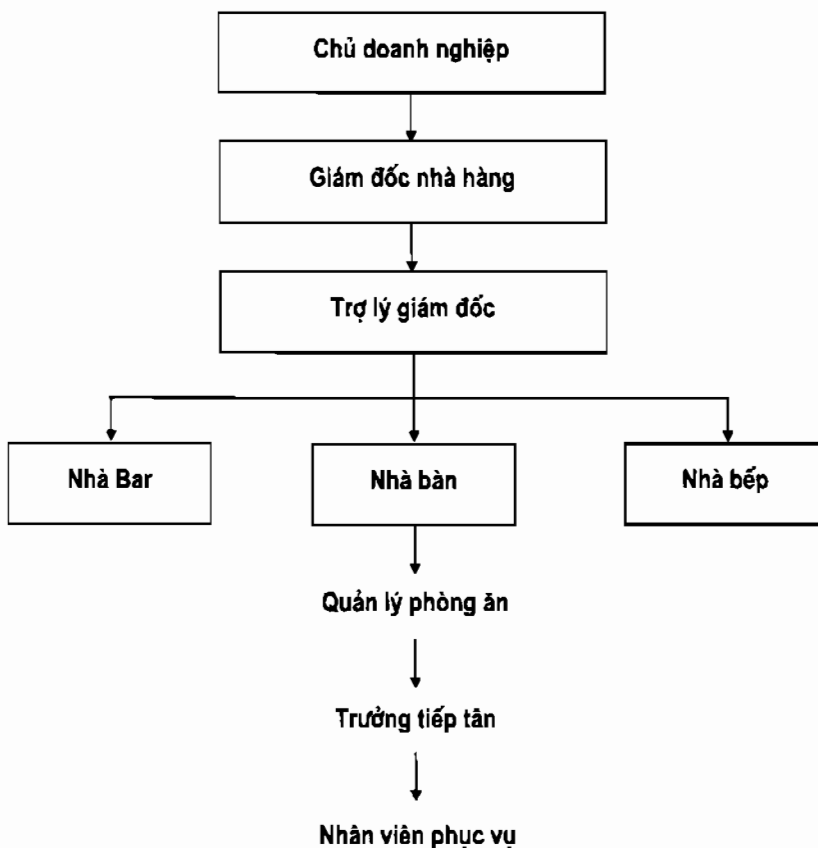 Chủ doanh nghiệp
Giám đốc nhà hàng
Trợ lý giám đốc
Nhà Bar
Nhà bàn
Nhà bếp
Quản lý phòng ăn
Trưởng tiếp tân
Nhân viên phục vụ